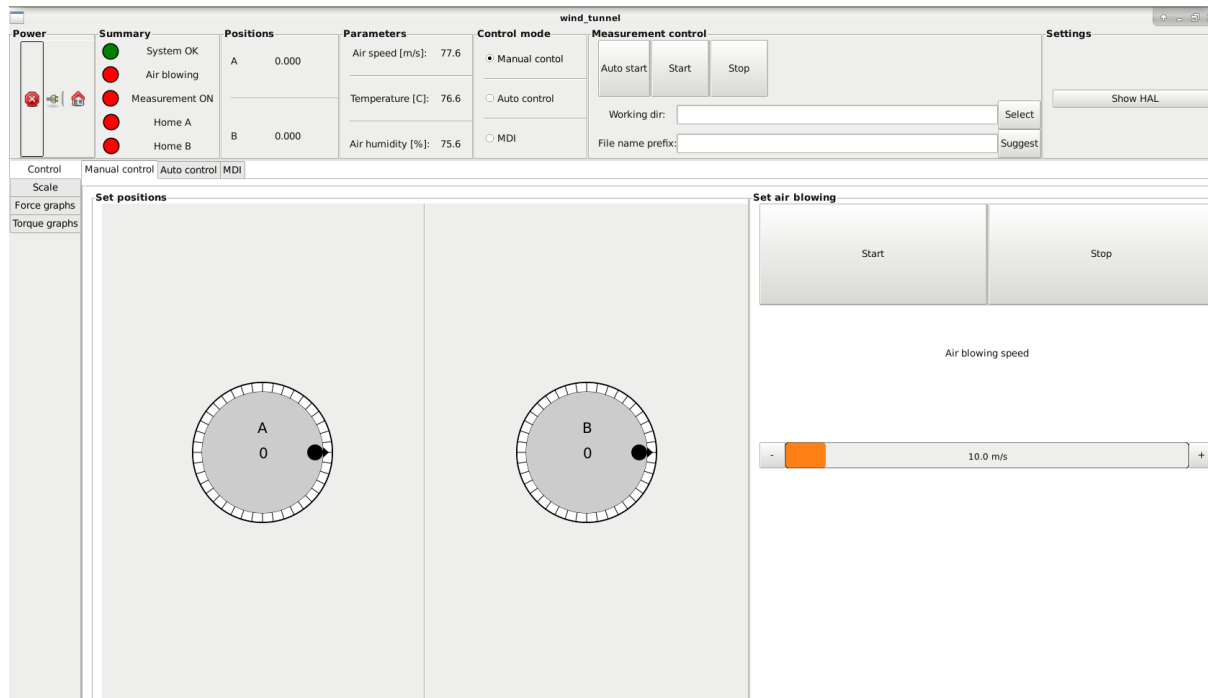 wind_tunnel
Power
Summary
System OK
Air blowing
Measurement ON
Home A
Home B
Positions
A 0.000
B 0.000
Parameters
Air speed [m/s]: 77.6
Temperature [C]: 76.6
Air humidity [%]: 75.6
Control mode
Manual contol
Auto control
MDI
Measurement control
Auto start Start Stop
Working dir: Select
File name prefix: Suggest
Settings
Show HAL
Control
Scale
Force graphs
Torque graphs
Manual control Auto control MDI
Set positions
A
0
B
0
Set air blowing
Start Stop
Air blowing speed
- 10.0 m/s +